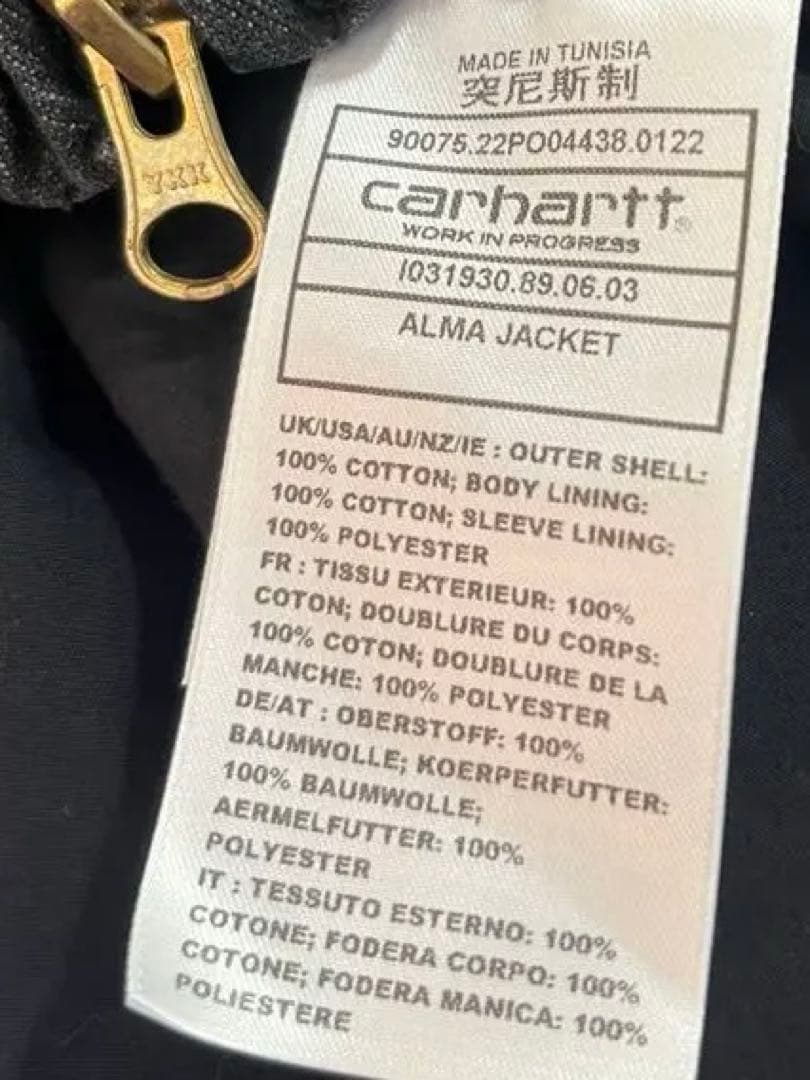 YKK
MADE IN TUNISIA
突尼斯制
90075.22PO04438.0122
carhartt®
WORK IN PROGRESS
I031930.89.06.03
ALMA JACKET
UK/USA/AU/NZ/IE : OUTER SHELL:
100% COTTON; BODY LINING:
100% COTTON; SLEEVE LINING:
100% POLYESTER
FR : TISSU EXTERIEUR: 100%
COTON; DOUBLURE DU CORPS:
100% COTON; DOUBLURE DE LA
MANCHE: 100% POLYESTER
DE/AT : OBERSTOFF: 100%
BAUMWOLLE; KOERPERFUTTER:
100% BAUMWOLLE;
AERMELFUTTER: 100%
POLYESTER
IT : TESSUTO ESTERNO: 100%
COTONE; FODERA CORPO: 100%
COTONE; FODERA MANICA: 100%
POLIESTERE